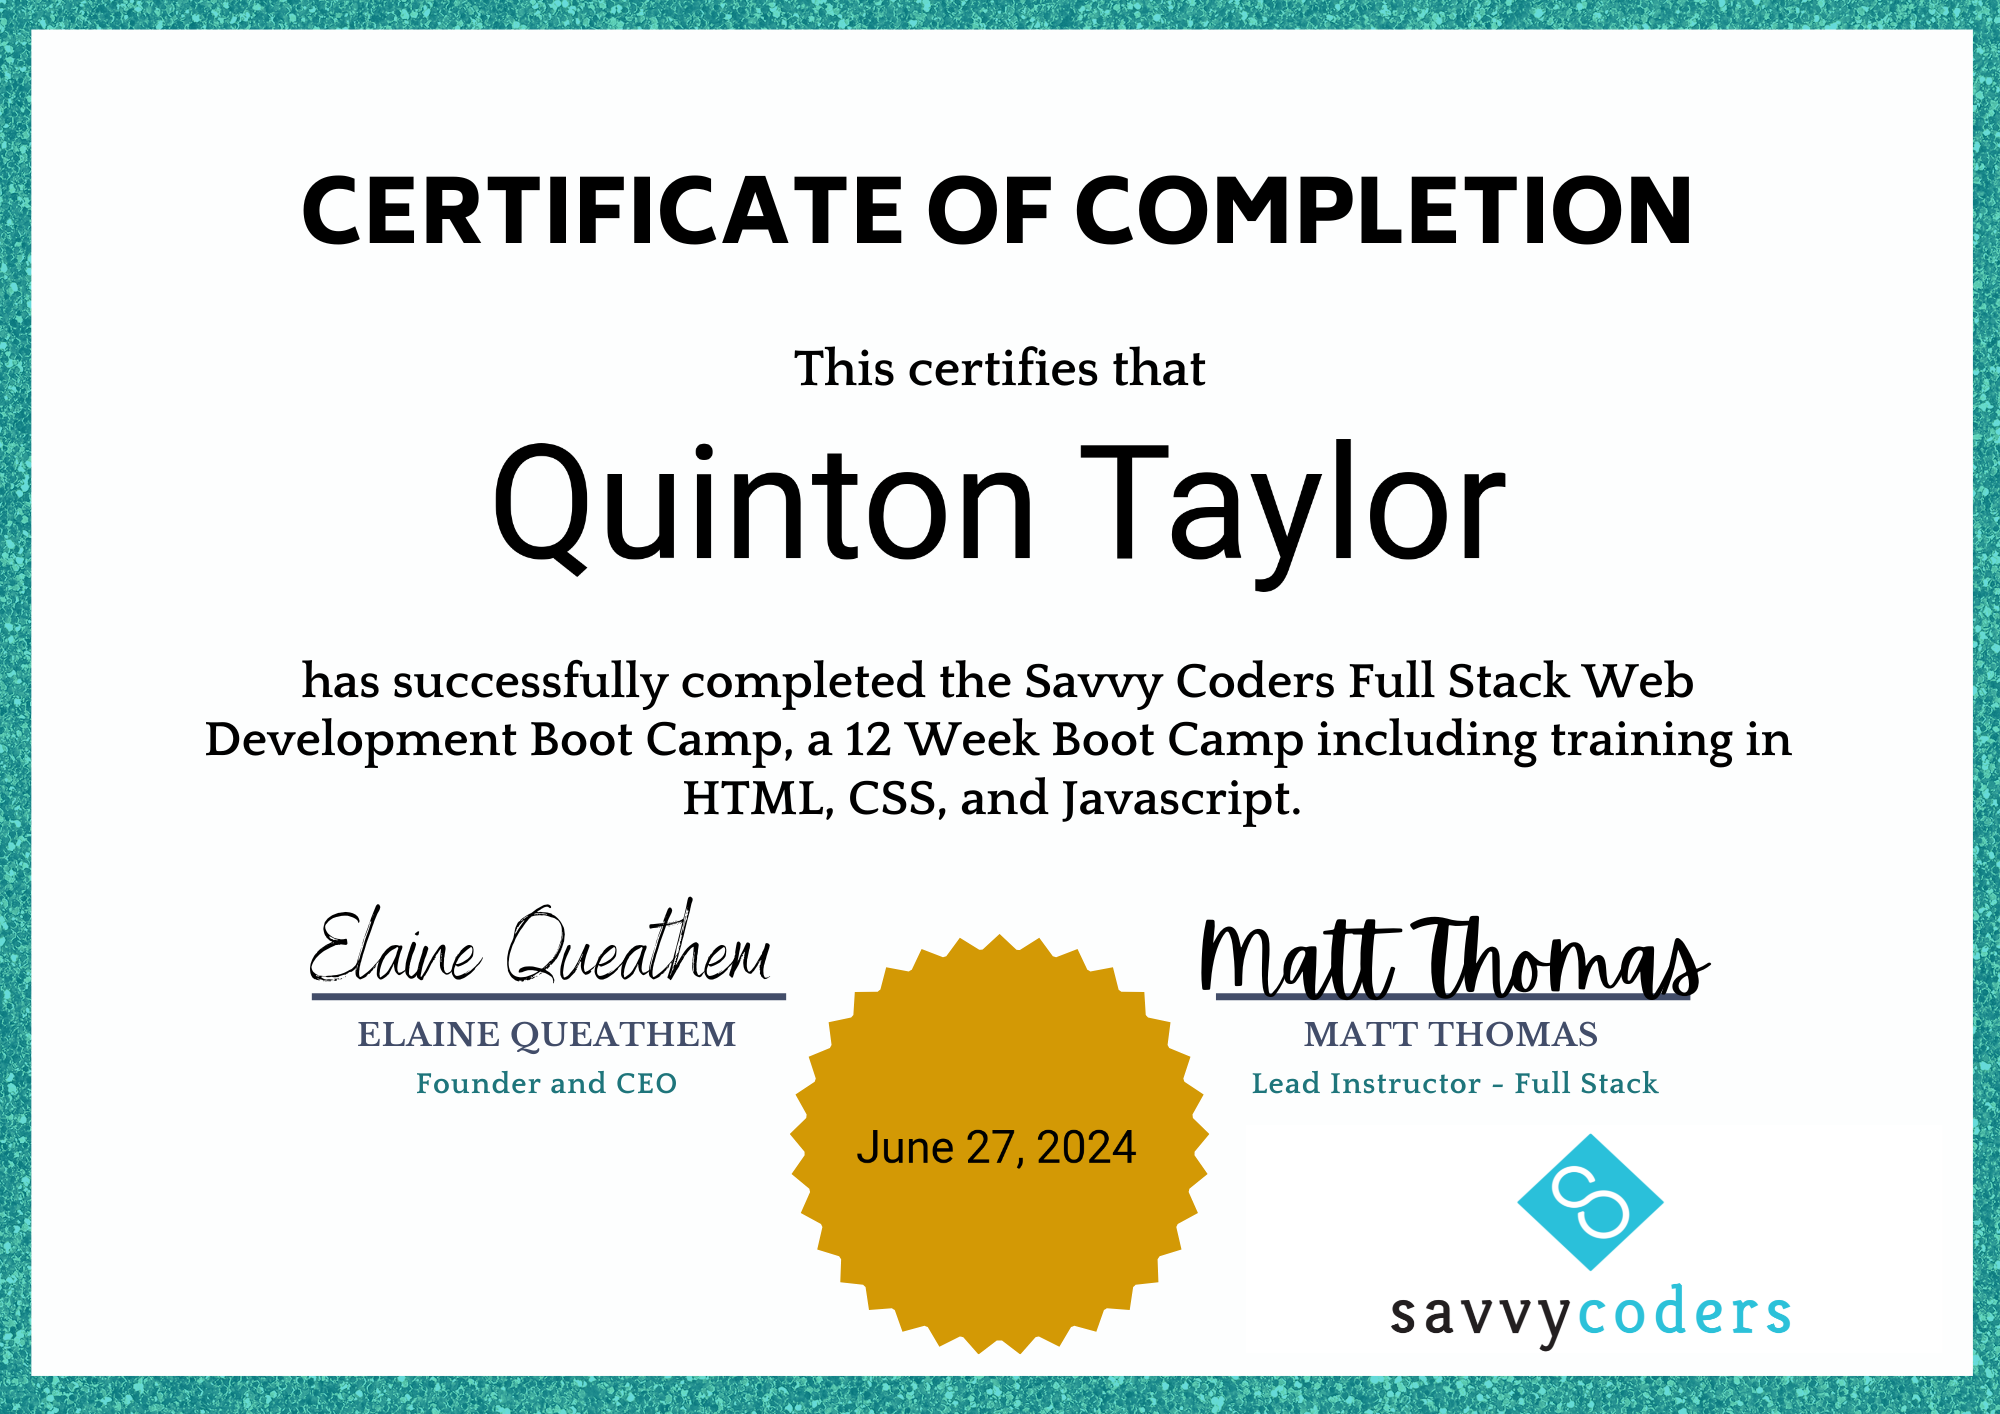 CERTIFICATE OF COMPLETION
This certifies that
Quinton Taylor
has successfully completed the Savvy Coders Full Stack Web
Development Boot Camp, a 12 Week Boot Camp including training in
HTML, CSS, and Javascript.
Elaine Queathem
ELAINE QUEATHEM
Founder and CEO
Matt Thomas
MATT THOMAS
Lead Instructor - Full Stack
June 27, 2024
savvycoders